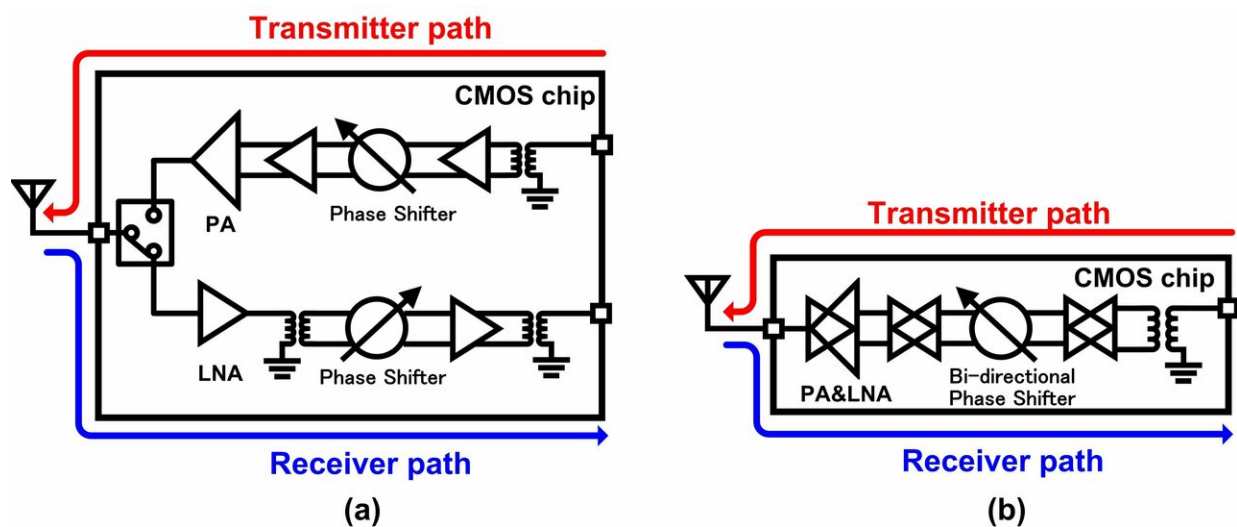 Transmitter path
CMOS chip
PA
Phase Shifter
LNA
Phase Shifter
Receiver path
(a)
Transmitter path
CMOS chip
PA&LNA
Bi-directional
Phase Shifter
Receiver path
(b)